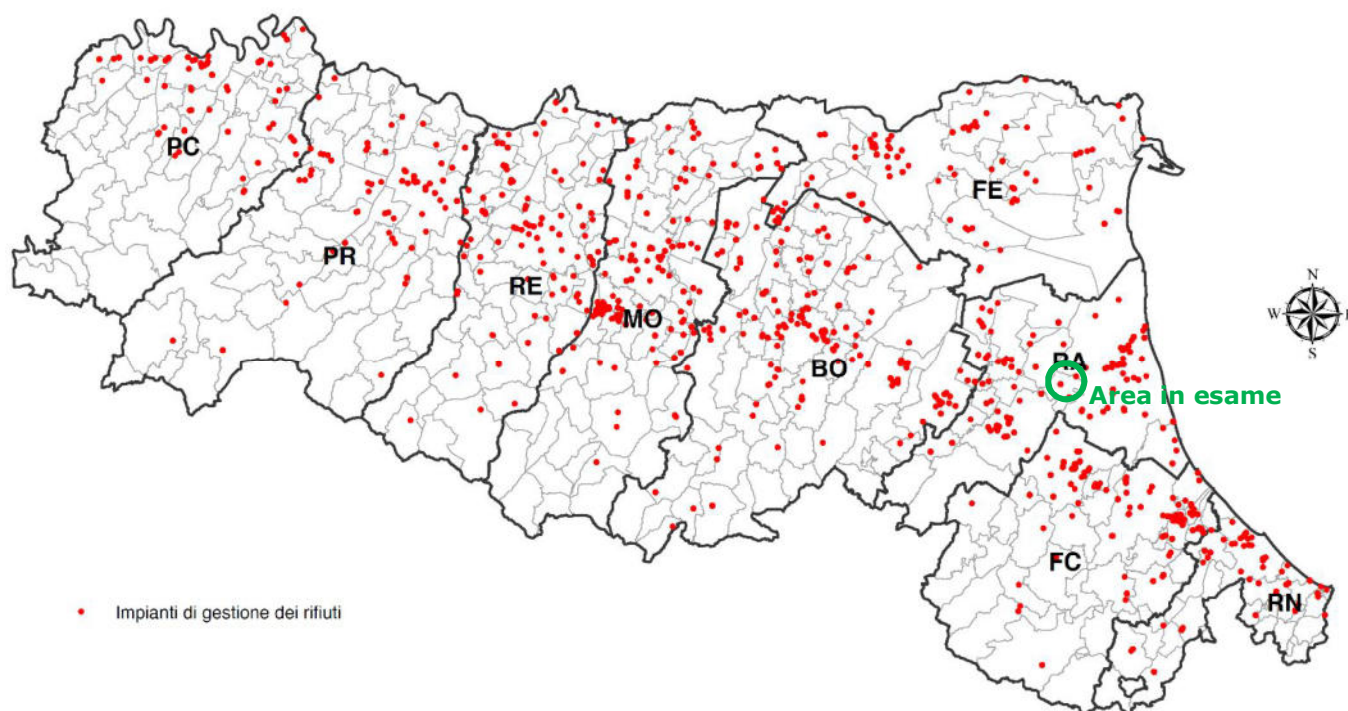 PC
PR
RE
MO
BO
FE
RA
Area in esame
FC
RN
N
W
E
S
Impianti di gestione dei rifiuti